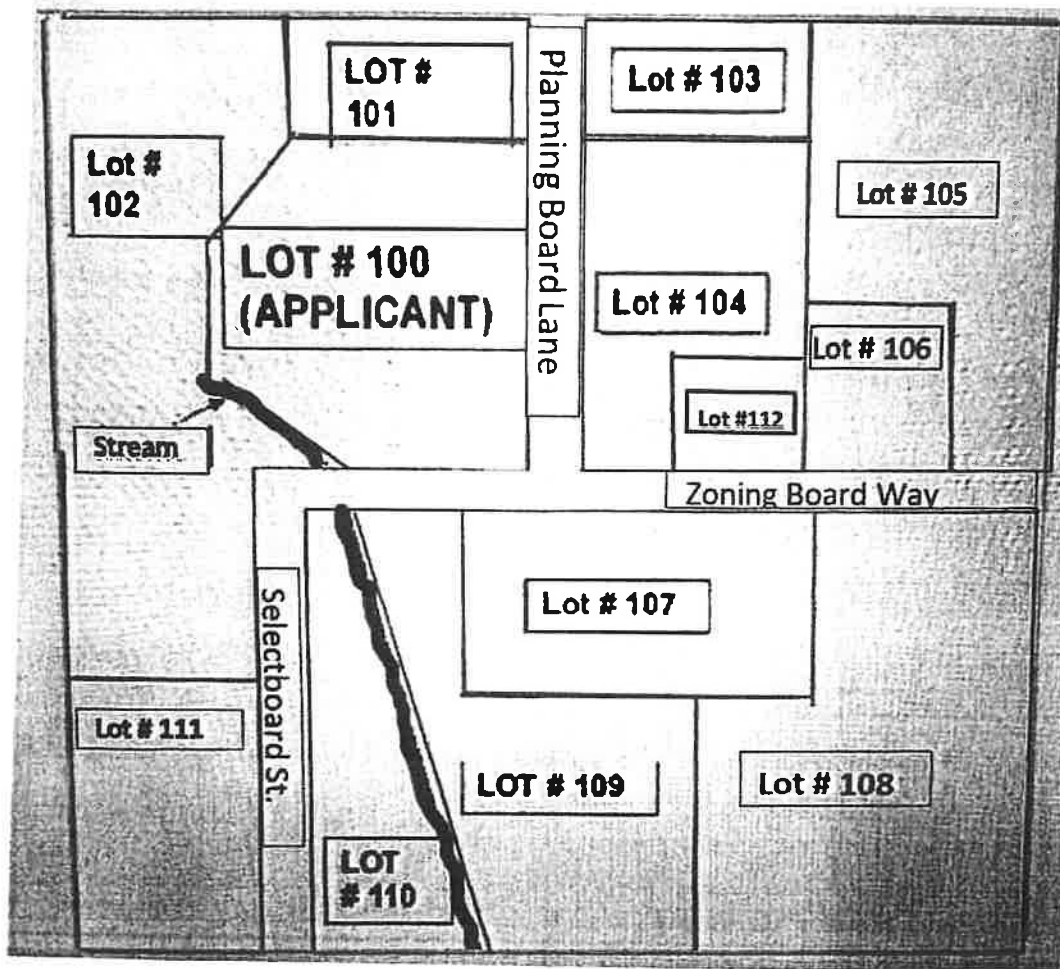 LOT #
101
Planning Board Lane
Lot # 103
Lot #
102
Lot # 105
LOT # 100
(APPLICANT)
Lot # 104
Lot # 106
Lot #112
Stream
Zoning Board Way
Selectboard St.
Lot # 107
Lot # 111
LOT # 109
Lot # 108
LOT
# 110